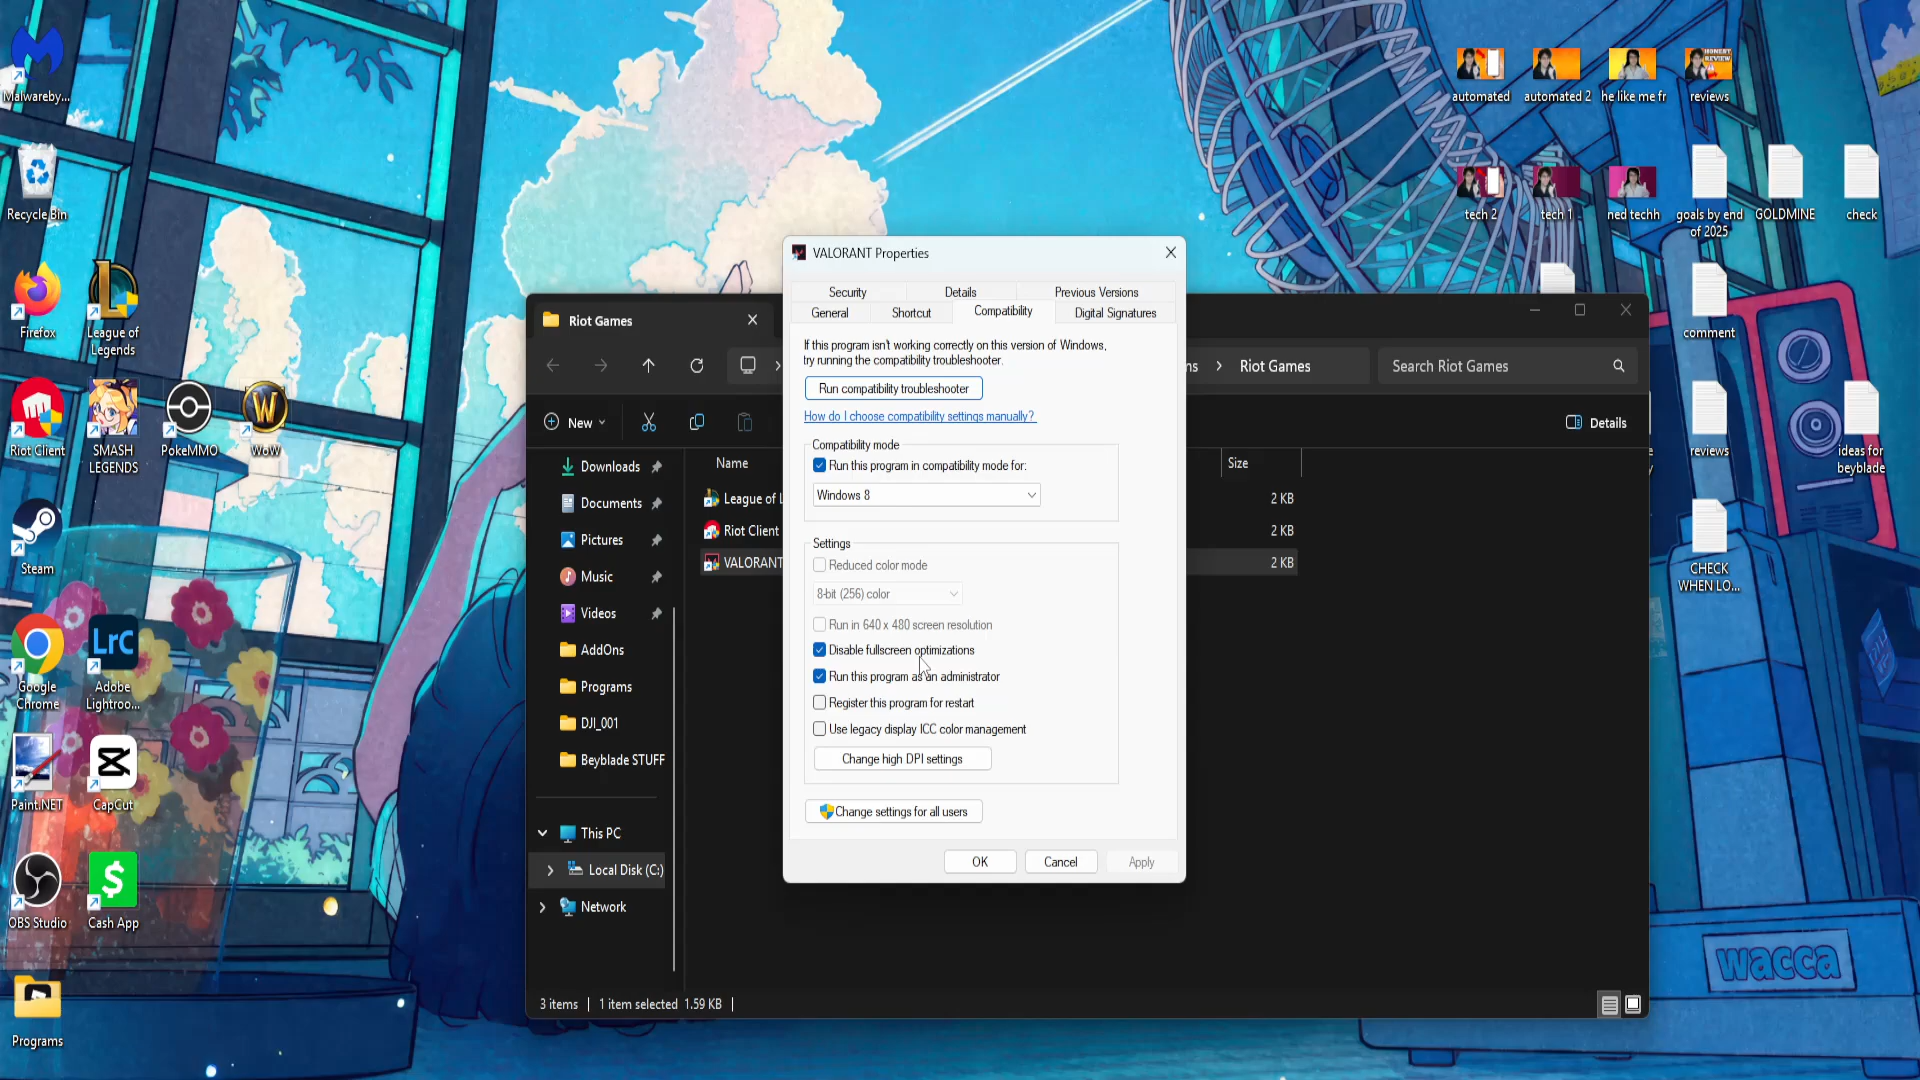 Malwareby...
Recycle Bin
Firefox
League of
Legends
Riot Client
SMASH
LEGENDS
PokeMMO
WoW
Steam
Google
Chrome
Lrc
Adobe
Lightroo...
Paint.NET
CapCut
OBS Studio
Cash App
Programs
automated
automated 2
he like me fr
HONEST
REVIEW
reviews
tech 2
tech 1
ned techh
goals by end
of 2025
GOLDMINE
check
comment
reviews
ideas for
beyblade
CHECK
WHEN LO...
wacca
Riot Games
ns > Riot Games
Search Riot Games
New
Details
Downloads
Documents
Pictures
Music
Videos
AddOns
Programs
DJI_001
Beyblade STUFF
This PC
Local Disk (C:)
Network
Name
Size
League of L
2 KB
Riot Client
2 KB
VALORANT
2 KB
3 items
1 item selected 1.59 KB
VALORANT Properties
Security
Details
Previous Versions
General
Shortcut
Compatibility
Digital Signatures
If this program isn't working correctly on this version of Windows,
try running the compatibility troubleshooter.
Run compatibility troubleshooter
How do I choose compatibility settings manually?
Compatibility mode
Run this program in compatibility mode for:
Windows 8
Settings
Reduced color mode
8-bit (256) color
Run in 640 x 480 screen resolution
Disable fullscreen optimizations
Run this program as an administrator
Register this program for restart
Use legacy display ICC color management
Change high DPI settings
Change settings for all users
OK
Cancel
Apply